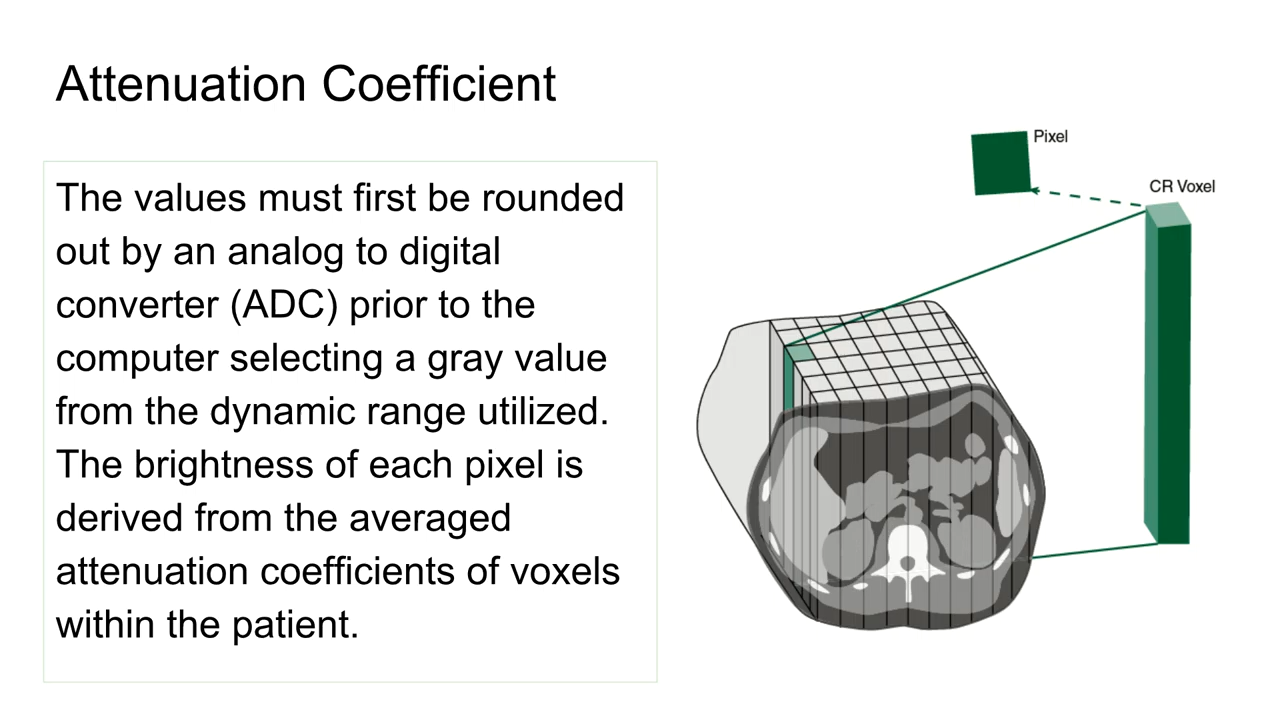 Attenuation Coefficient
Pixel
CR Voxel
The values must first be rounded
out by an analog to digital
converter (ADC) prior to the
computer selecting a gray value
from the dynamic range utilized.
The brightness of each pixel is
derived from the averaged
attenuation coefficients of voxels
within the patient.